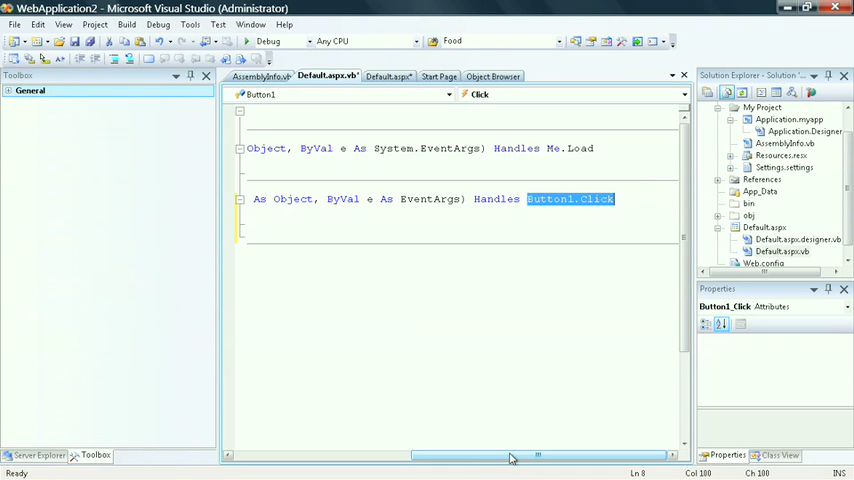 WebApplication2 - Microsoft Visual Studio (Administrator)
File Edit View Project Build Debug Tools Test Window Help
Debug Any CPU Food
Toolbox
General
AssemblyInfo.vb Default.aspx.vb* Default.aspx* Start Page Object Browser
Button1 Click
Object, ByVal e As System.EventArgs) Handles Me.Load
As Object, ByVal e As EventArgs) Handles Button1.Click
Solution Explorer - Solution '...
My Project
Application.myapp
Application.Designer
AssemblyInfo.vb
Resources.resx
Settings.settings
References
App_Data
bin
obj
Default.aspx
Default.aspx.designer.vb
Default.aspx.vb
Web.config
Properties
Button1_Click Attributes
Server Explorer Toolbox
Properties Class View
Ready Ln 8 Col 100 Ch 100